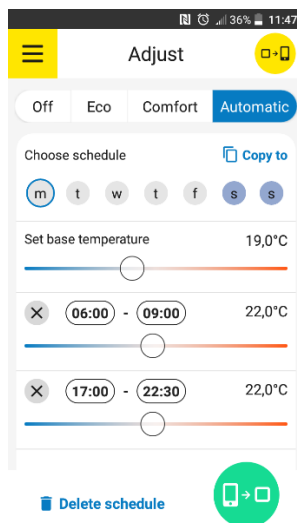 36% 11:47
Adjust
Off Eco Comfort Automatic
Choose schedule Copy to
m t w t f s s
Set base temperature 19,0°C
06:00 - 09:00 22,0°C
17:00 - 22:30 22,0°C
Delete schedule